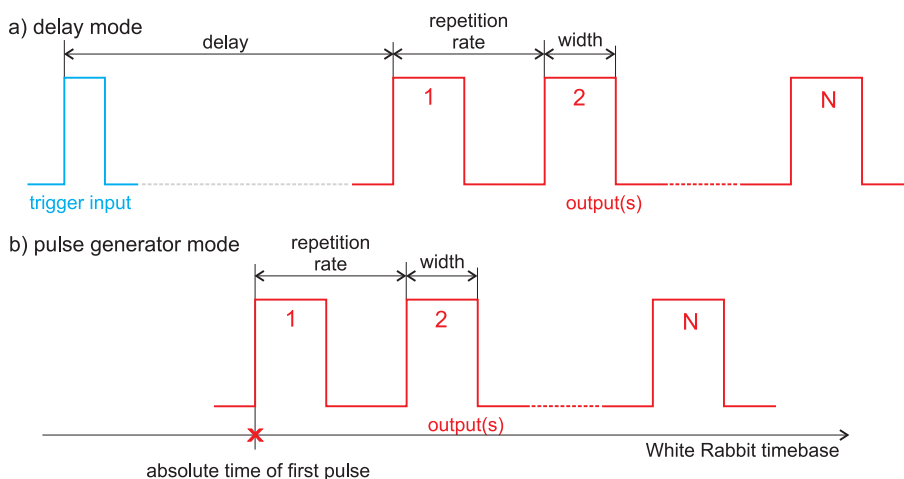 a) delay mode
delay
repetition
rate
width
1
2
N
trigger input
output(s)
b) pulse generator mode
repetition
rate
width
1
2
N
output(s)
White Rabbit timebase
absolute time of first pulse